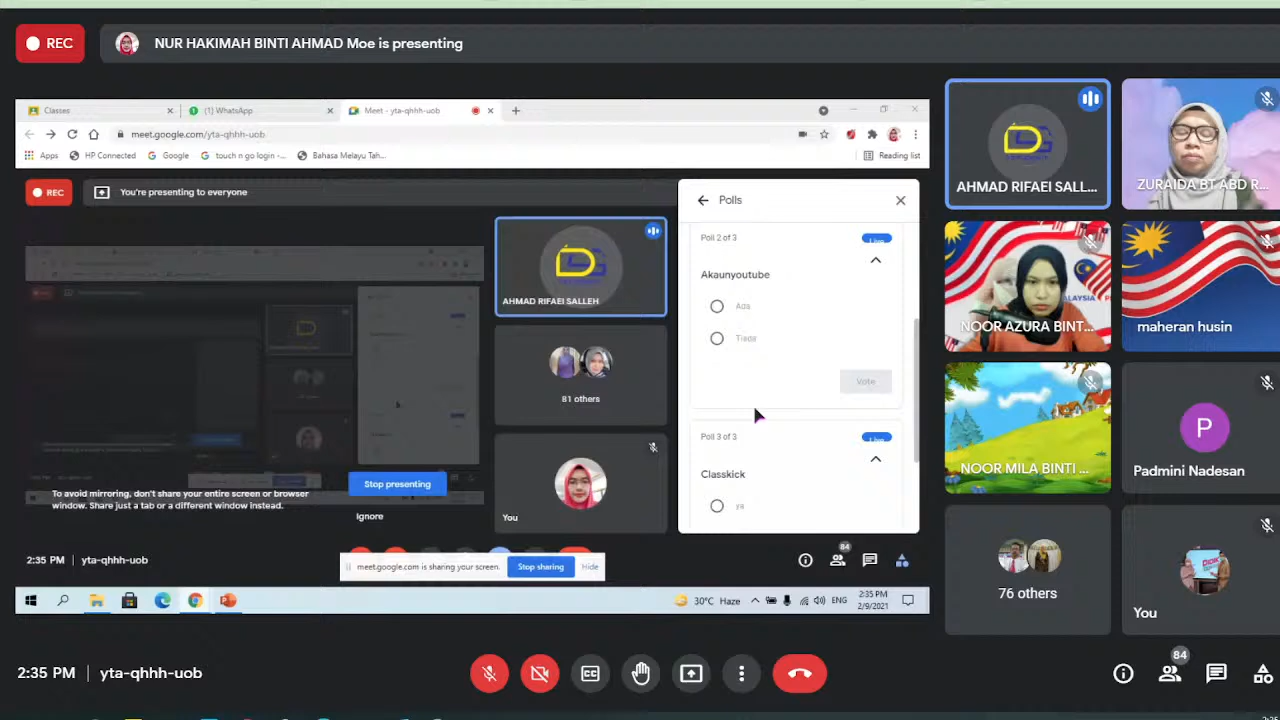 REC
NUR HAKIMAH BINTI AHMAD Moe is presenting
Classes
(1) WhatsApp
Meet - yta-qhhh-uob
meet.google.com/yta-qhhh-uob
Apps
HP Connected
Google
touch n go login -...
Bahasa Melayu Tah...
Reading list
REC
You're presenting to everyone
Polls
Poll 2 of 3
Live
Akaunyoutube
Ada
Tiada
Vote
Poll 3 of 3
Live
Classkick
ya
AHMAD RIFAEI SALLEH
81 others
You
To avoid mirroring, don't share your entire screen or browser
window. Share just a tab or a different window instead.
Stop presenting
Ignore
2:35 PM
yta-qhhh-uob
meet.google.com is sharing your screen.
Stop sharing
Hide
84
30°C Haze
ENG
2:35 PM
2/9/2021
AHMAD RIFAEI SALL...
ZURAIDA BT ABD R...
NOOR AZURA BINT...
maheran husin
NOOR MILA BINTI ...
P
Padmini Nadesan
76 others
You
2:35 PM
yta-qhhh-uob
84